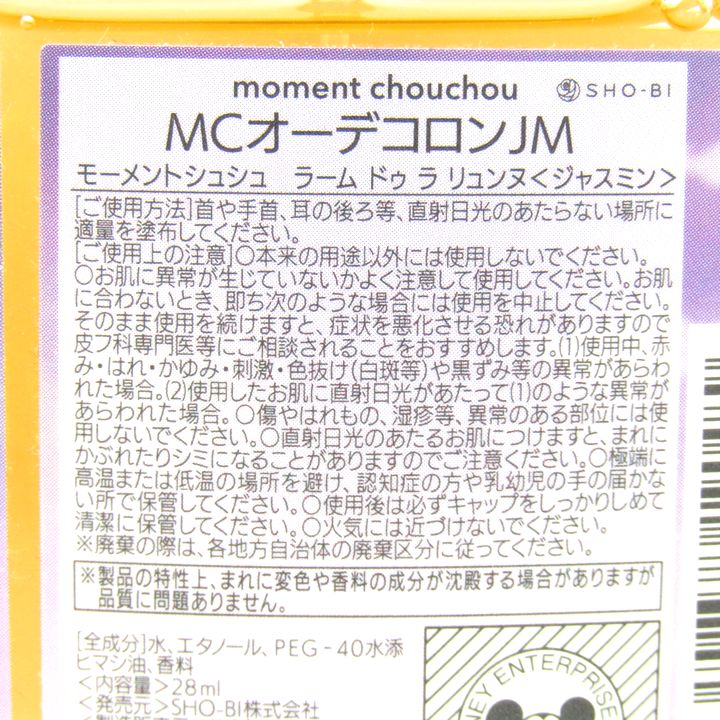 moment chouchou SHO-BI
MCオーデコロンJM
モーメントシュシュ ラーム ドゥ ラ リュンヌ<ジャスミン>
[ご使用方法]首や手首、耳の後ろ等、直射日光のあたらない場所に
適量を塗布してください。
[ご使用上の注意]○本来の用途以外には使用しないでください。
○お肌に異常が生じていないかよく注意して使用してください。お肌
に合わないとき、即ち次のような場合には使用を中止してください。
そのまま使用を続けますと、症状を悪化させる恐れがありますので
皮フ科専門医等にご相談されることをおすすめします。(1)使用中、赤
み・はれ・かゆみ・刺激・色抜け(白斑等)や黒ずみ等の異常があらわ
れた場合。(2)使用したお肌に直射日光があたって(1)のような異常が
あらわれた場合。○傷やはれもの、湿疹等、異常のある部位には使
用しないでください。○直射日光のあたるお肌につけますと、まれに
かぶれたりシミになることがありますのでご注意ください。○極端に
高温または低温の場所を避け、認知症の方や乳幼児の手の届かな
い所で保管してください。○使用後は必ずキャップをしっかりしめて
清潔に保管してください。○火気には近づけないでください。
※廃棄の際は、各地方自治体の廃棄区分に従ってください。
※製品の特性上、まれに変色や香料の成分が沈殿する場合がありますが
品質に問題ありません。
[全成分]水、エタノール、PEG-40水添
ヒマシ油、香料
<内容量>28ml
<発売元>SHO-BI株式会社
NEY ENTERPRISE